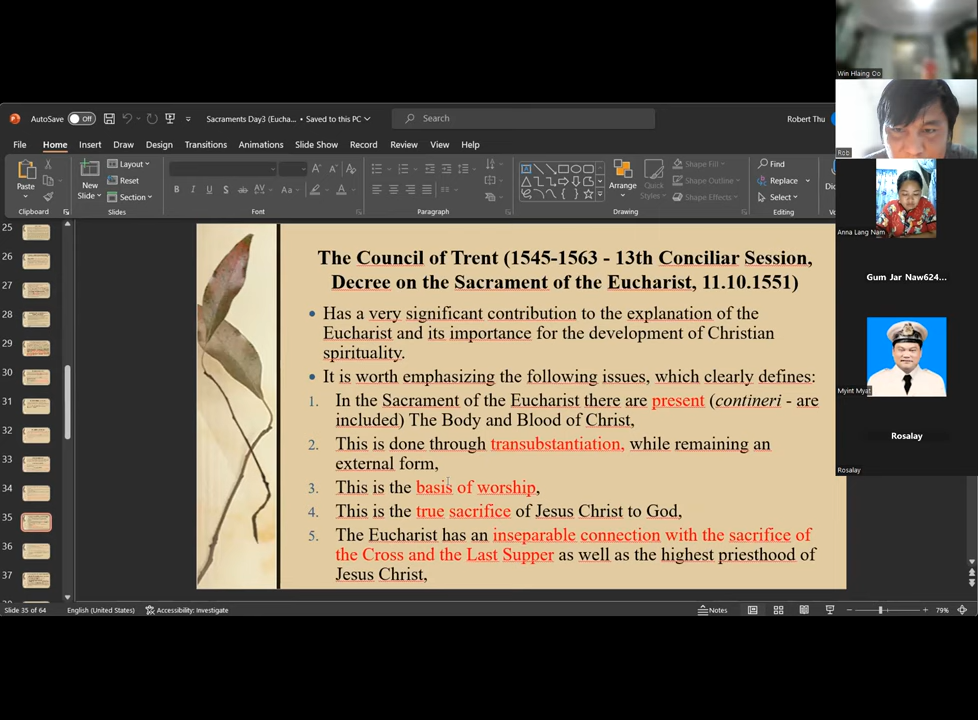 AutoSave Off Sacraments Day3 (Eucha... • Saved to this PC Search Robert Thu
File Home Insert Draw Design Transitions Animations Slide Show Record Review View Help
Paste
New Slide
Layout
Reset
Section
Arrange
Quick Styles
Shape Fill
Shape Outline
Shape Effects
Find
Replace
Select
Clipboard Slides Font Paragraph Drawing Editing
25
26
27
28
29
30
31
32
33
34
35
36
37
The Council of Trent (1545-1563 - 13th Conciliar Session,
Decree on the Sacrament of the Eucharist, 11.10.1551)
• Has a very significant contribution to the explanation of the
Eucharist and its importance for the development of Christian
spirituality.
• It is worth emphasizing the following issues, which clearly defines:
1. In the Sacrament of the Eucharist there are present (contineri - are
included) The Body and Blood of Christ,
2. This is done through transubstantiation, while remaining an
external form,
3. This is the basis of worship,
4. This is the true sacrifice of Jesus Christ to God,
5. The Eucharist has an inseparable connection with the sacrifice of
the Cross and the Last Supper as well as the highest priesthood of
Jesus Christ,
Slide 35 of 64 English (United States) Accessibility: Investigate Notes 79%
Win Hlaing Oo
Rob
Anna Lang Nam
Gum Jar Naw624...
Myint Myat
Rosalay
Rosalay